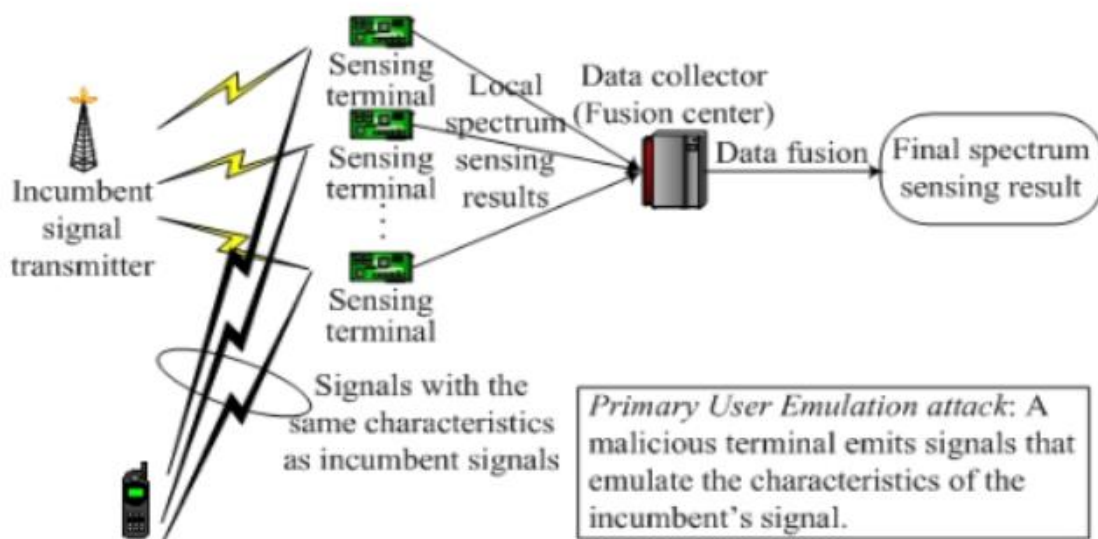 Sensing
terminal
Sensing
terminal
Sensing
terminal
Incumbent
signal
transmitter
Local
spectrum
sensing
results
Data collector
(Fusion center)
Data fusion
Final spectrum
sensing result
Signals with the
same characteristics
as incumbent signals
Primary User Emulation attack: A
malicious terminal emits signals that
emulate the characteristics of the
incumbent's signal.